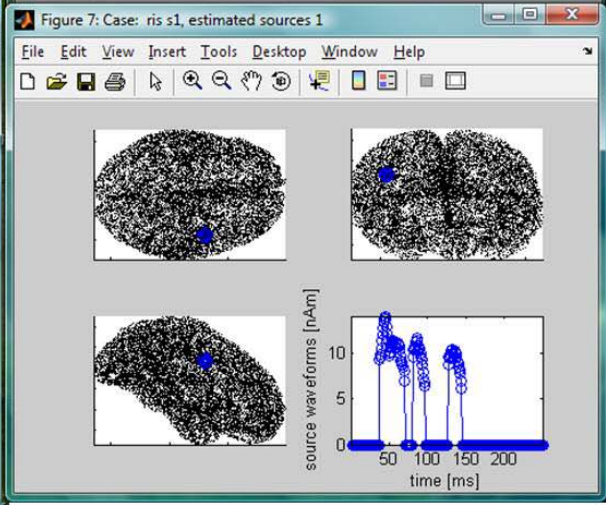 Figure 7: Case: ris s1, estimated sources 1
File Edit View Insert Tools Desktop Window Help
source waveforms [nAm]
10
5
0
50 100 150 200
time [ms]